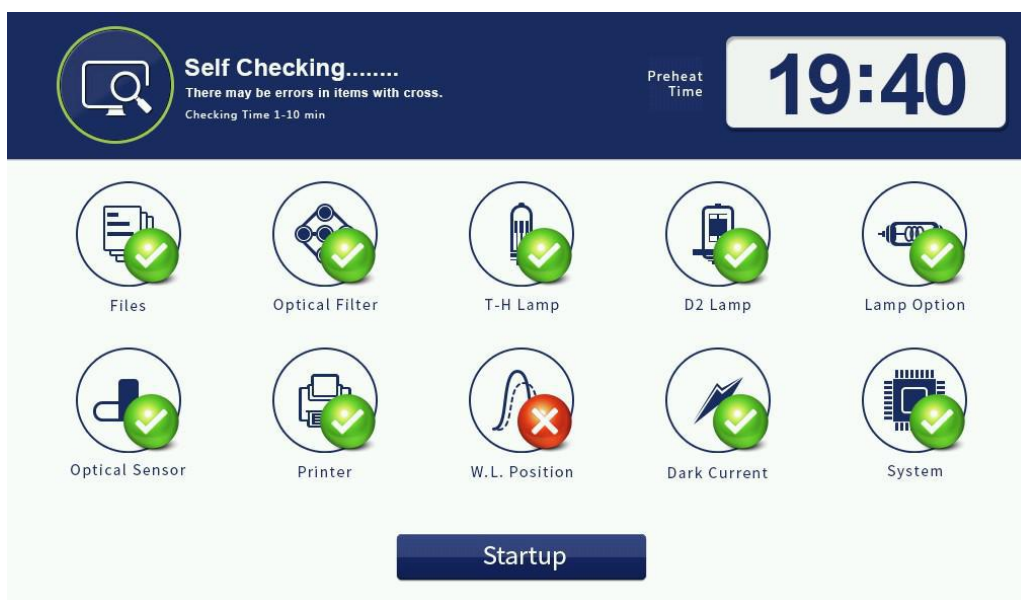 Self Checking........
There may be errors in items with cross.
Checking Time 1-10 min
Preheat
Time
19:40
Files
Optical Filter
T-H Lamp
D2 Lamp
Lamp Option
Optical Sensor
Printer
W.L. Position
Dark Current
System
Startup